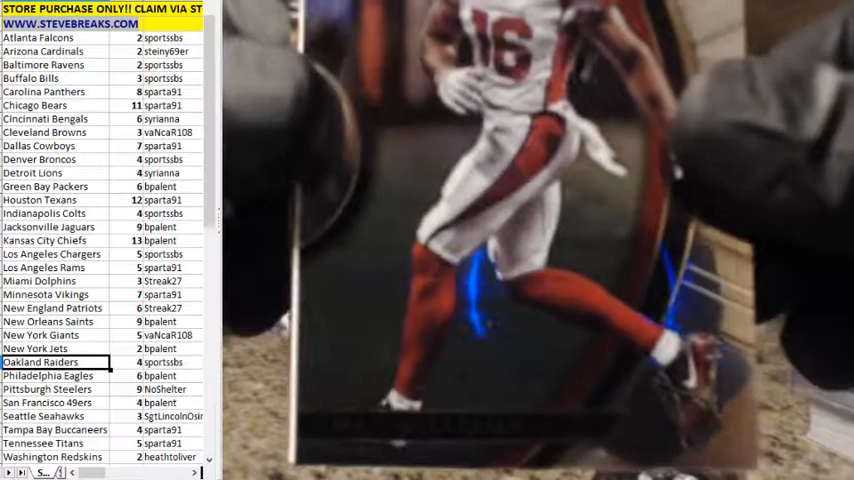 STORE PURCHASE ONLY!! CLAIM VIA ST
WWW.STEVEBREAKS.COM
Atlanta Falcons 2 sportssbs
Arizona Cardinals 2 steiny69er
Baltimore Ravens 2 sportssbs
Buffalo Bills 3 sportssbs
Carolina Panthers 8 sparta91
Chicago Bears 11 sparta91
Cincinnati Bengals 6 syrianna
Cleveland Browns 3 vaNcaR108
Dallas Cowboys 7 sparta91
Denver Broncos 4 sportssbs
Detroit Lions 4 syrianna
Green Bay Packers 6 bpalent
Houston Texans 12 sparta91
Indianapolis Colts 4 sportssbs
Jacksonville Jaguars 9 bpalent
Kansas City Chiefs 13 bpalent
Los Angeles Chargers 5 sportssbs
Los Angeles Rams 5 sparta91
Miami Dolphins 3 Streak27
Minnesota Vikings 7 sparta91
New England Patriots 6 Streak27
New Orleans Saints 9 bpalent
New York Giants 5 vaNcaR108
New York Jets 2 bpalent
Oakland Raiders 4 sportssbs
Philadelphia Eagles 6 bpalent
Pittsburgh Steelers 9 NoShelter
San Francisco 49ers 4 bpalent
Seattle Seahawks 3 SgtLincolnOsir
Tampa Bay Buccaneers 4 sparta91
Tennessee Titans 5 sparta91
Washington Redskins 2 heathtoliver
S...
16